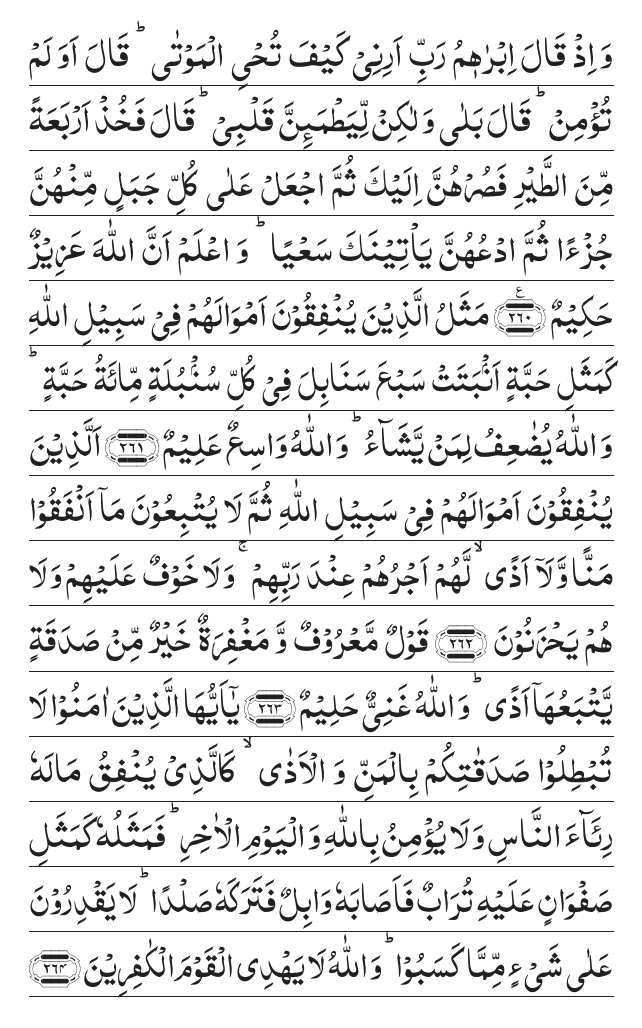 وَاِذۡ قَالَ اِبۡرٰهٖمُ رَبِّ اَرِنِىۡ كَيۡفَ تُحۡىِ الۡمَوۡتٰى‌ ؕ قَالَ اَوَلَمۡ
تُؤۡمِنۡ‌ ؕ قَالَ بَلٰى وَلٰـكِنۡ لِّيَطۡمَٮِٕنَّ قَلۡبِىۡ‌ ؕ قَالَ فَخُذۡ اَرۡبَعَةً
مِّنَ الطَّيۡرِ فَصُرۡهُنَّ اِلَيۡكَ ثُمَّ اجۡعَلۡ عَلٰى كُلِّ جَبَلٍ مِّنۡهُنَّ
جُزۡءًا ثُمَّ ادۡعُهُنَّ يَاۡتِيۡنَكَ سَعۡيًا‌ ؕ وَاعۡلَمۡ اَنَّ اللّٰهَ عَزِيۡزٌ
حَكِيۡمٌ ﴿۲۶۰﴾ ع مَثَلُ الَّذِيۡنَ يُنۡفِقُوۡنَ اَمۡوَالَهُمۡ فِىۡ سَبِيۡلِ اللّٰهِ
كَمَثَلِ حَبَّةٍ اَنۡۢبَتَتۡ سَبۡعَ سَنَابِلَ فِىۡ كُلِّ سُنۡۢبُلَةٍ مِّائَةُ حَبَّةٍ‌ ؕ
وَاللّٰهُ يُضٰعِفُ لِمَنۡ يَّشَآءُ‌ ؕ وَاللّٰهُ وَاسِعٌ عَلِيۡمٌ ﴿۲۶۱﴾ اَلَّذِيۡنَ
يُنۡفِقُوۡنَ اَمۡوَالَهُمۡ فِىۡ سَبِيۡلِ اللّٰهِ ثُمَّ لَا يُتۡبِعُوۡنَ مَاۤ اَنۡفَقُوۡا
مَنًّا وَّلَاۤ اَذًى‌ۙ لَّهُمۡ اَجۡرُهُمۡ عِنۡدَ رَبِّهِمۡ‌ۚ وَلَا خَوۡفٌ عَلَيۡهِمۡ وَلَا
هُمۡ يَحۡزَنُوۡنَ ﴿۲۶۲﴾ قَوۡلٌ مَّعۡرُوۡفٌ وَّمَغۡفِرَةٌ خَيۡرٌ مِّنۡ صَدَقَةٍ
يَّتۡبَعُهَاۤ اَذًى‌ؕ وَاللّٰهُ غَنِىٌّ حَلِيۡمٌ ﴿۲۶۳﴾ يٰۤاَيُّهَا الَّذِيۡنَ اٰمَنُوۡا لَا
تُبۡطِلُوۡا صَدَقٰتِكُمۡ بِالۡمَنِّ وَالۡاَذٰىۙ كَالَّذِىۡ يُنۡفِقُ مَالَهٗ
رِئَآءَ النَّاسِ وَلَا يُؤۡمِنُ بِاللّٰهِ وَالۡيَوۡمِ الۡاٰخِرِ‌ؕ فَمَثَلُهٗ كَمَثَلِ
صَفۡوَانٍ عَلَيۡهِ تُرَابٌ فَاَصَابَهٗ وَابِلٌ فَتَرَكَهٗ صَلۡدًا ‌ؕ لَا يَقۡدِرُوۡنَ
عَلٰى شَىۡءٍ مِّمَّا كَسَبُوۡا ‌ؕ وَاللّٰهُ لَا يَهۡدِى الۡقَوۡمَ الۡـكٰفِرِيۡنَ ﴿۲۶۴﴾